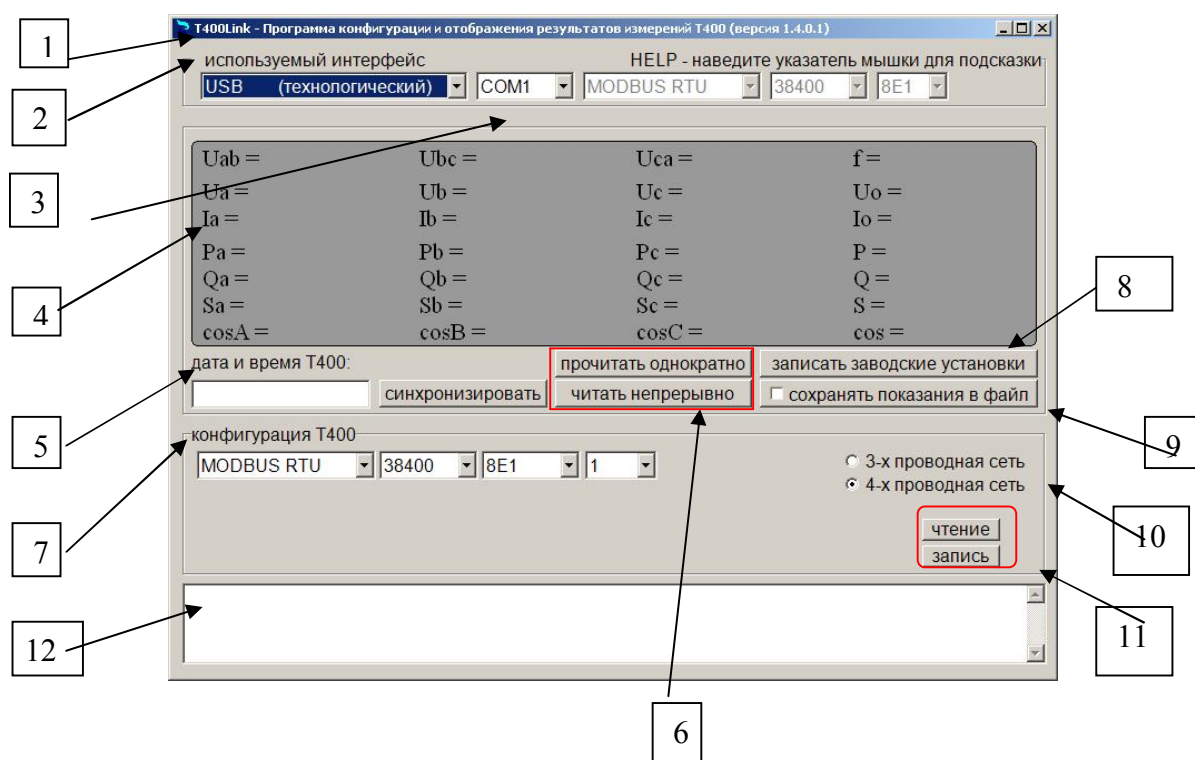 T400Link - Программа конфигурации и отображения результатов измерений T400 (версия 1.4.0.1)
1
используемый интерфейс HELP - наведите указатель мышки для подсказки
USB (технологический) COM1 MODBUS RTU 38400 8E1
2
Uab = Ubc = Uca = f =
Ua = Ub = Uc = Uo =
3
Ia = Ib = Ic = Io =
Pa = Pb = Pc = P =
Qa = Qb = Qc = Q =
8
Sa = Sb = Sc = S =
4
cosA = cosB = cosC = cos =
дата и время T400: прочитать однократно записать заводские установки
синхронизировать читать непрерывно сохранять показания в файл
5
9
конфигурация T400
MODBUS RTU 38400 8E1 1 3-х проводная сеть
4-х проводная сеть
7
чтение
10
запись
12
11
6